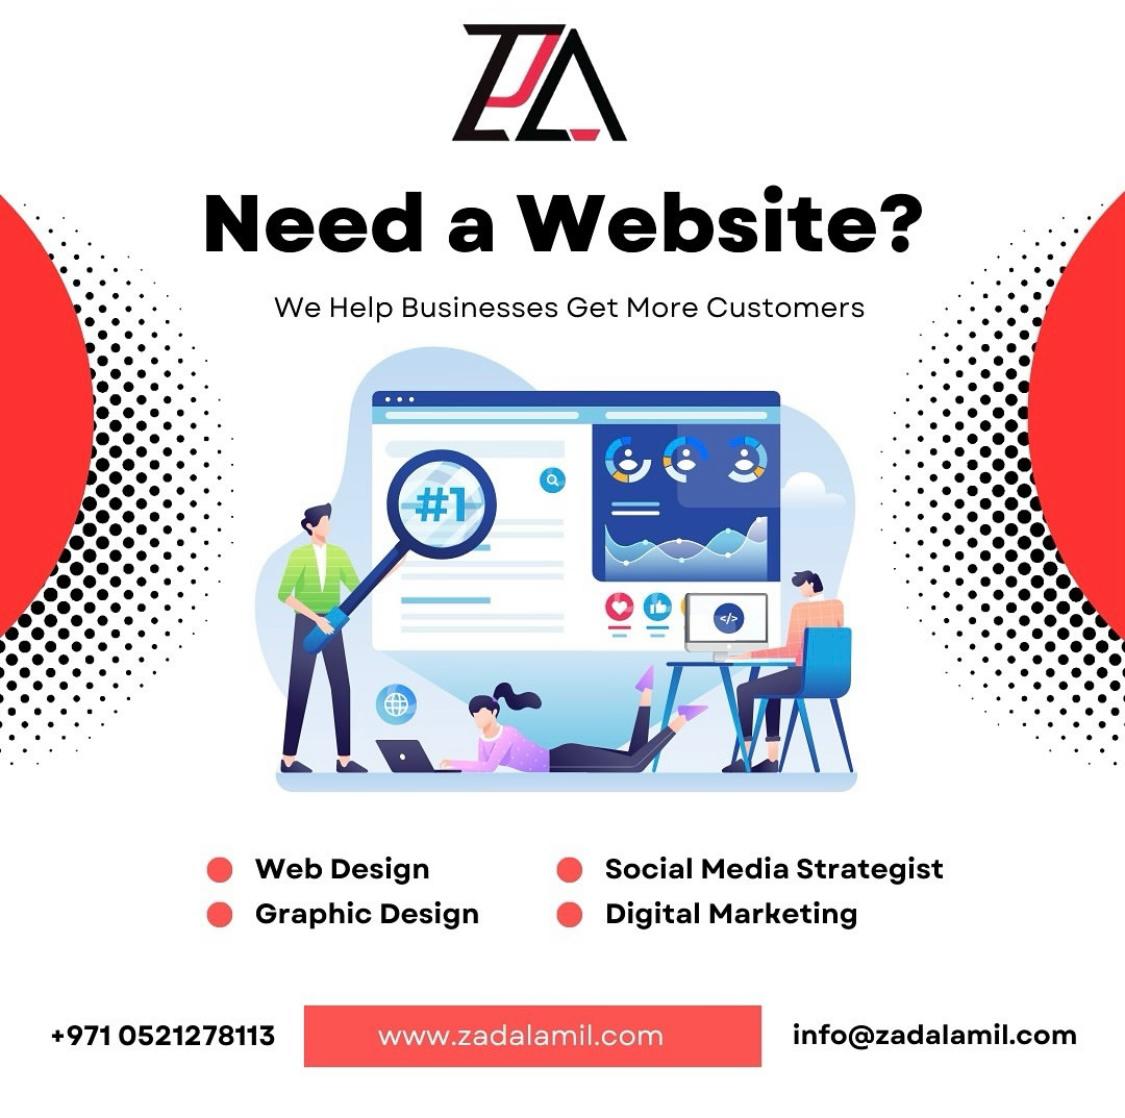 ZA
Need a Website?
We Help Businesses Get More Customers
#1
</>
Web Design
Social Media Strategist
Graphic Design
Digital Marketing
+971 0521278113
www.zadalamil.com
info@zadalamil.com